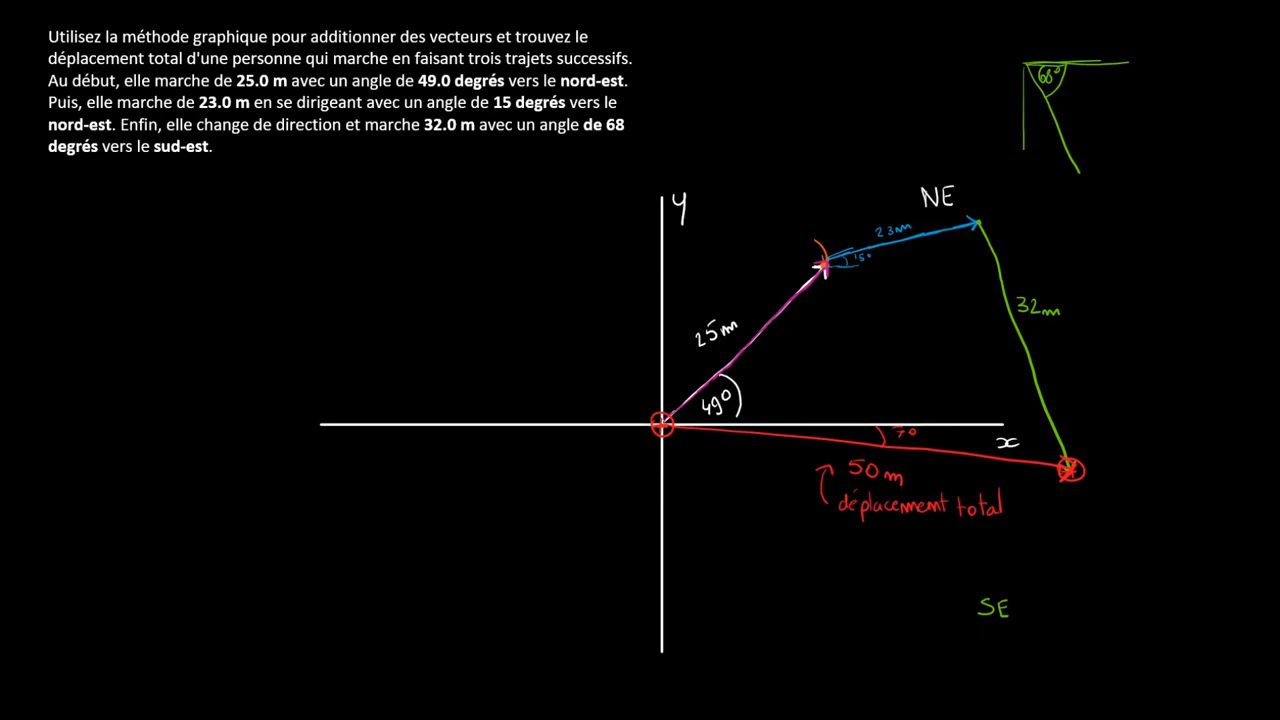 Utilisez la méthode graphique pour additionner des vecteurs et trouvez le
déplacement total d'une personne qui marche en faisant trois trajets successifs.
Au début, elle marche de 25.0 m avec un angle de 49.0 degrés vers le nord-est.
Puis, elle marche de 23.0 m en se dirigeant avec un angle de 15 degrés vers le
nord-est. Enfin, elle change de direction et marche 32.0 m avec un angle de 68
degrés vers le sud-est.
68°
y
NE
23m
15°
32m
25m
49°
7°
x
50m
déplacement total
SE